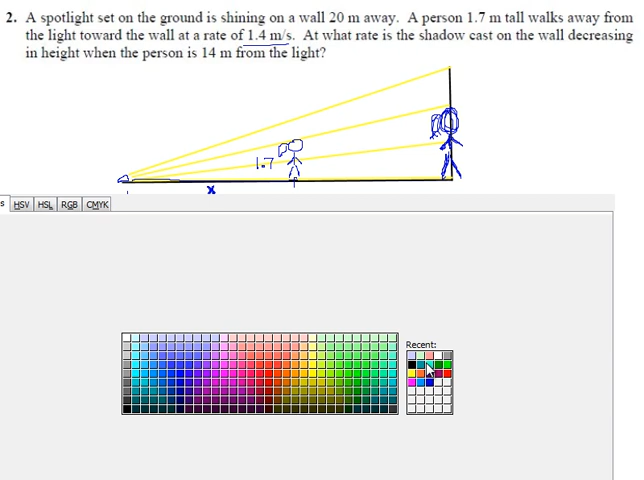 2. A spotlight set on the ground is shining on a wall 20 m away. A person 1.7 m tall walks away from
the light toward the wall at a rate of 1.4 m/s. At what rate is the shadow cast on the wall decreasing
in height when the person is 14 m from the light?
1.7
x
s HSV HSL RGB CMYK
Recent: